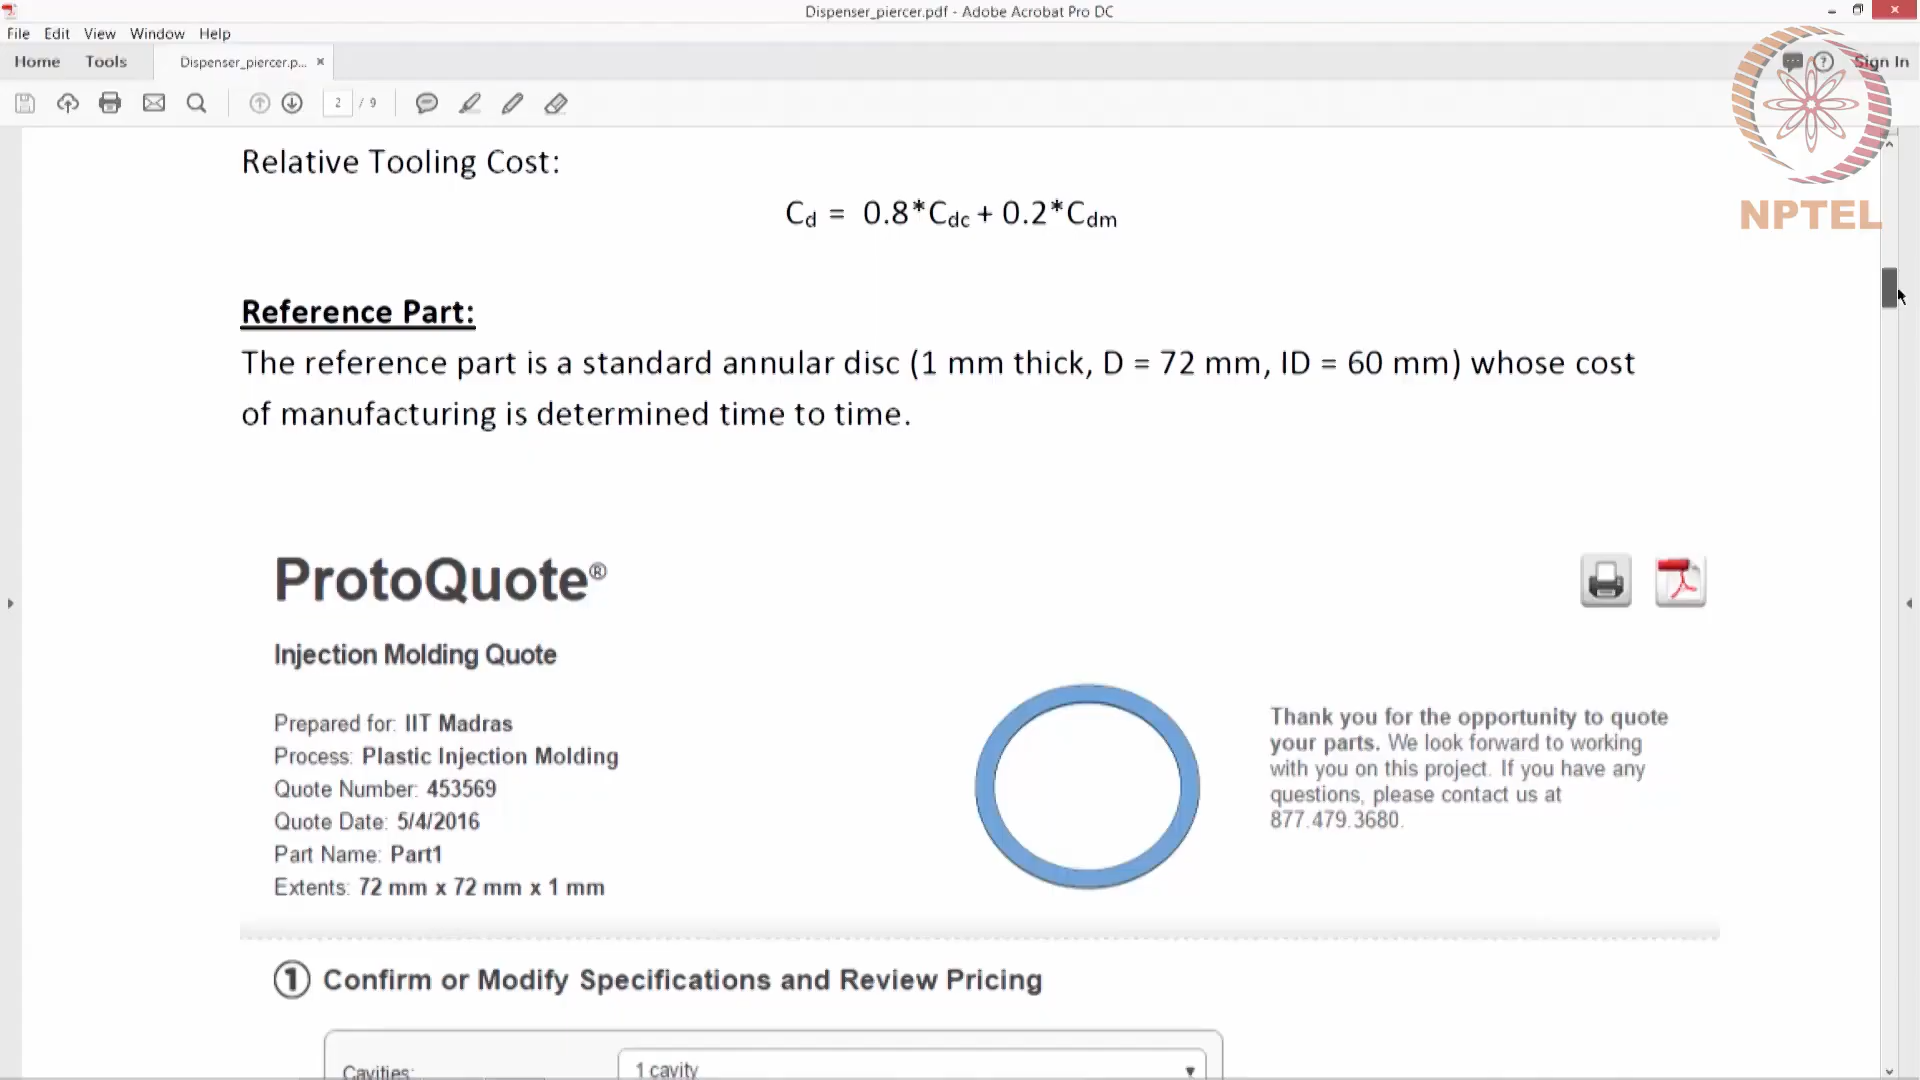 Dispenser_piercer.pdf - Adobe Acrobat Pro DC
File Edit View Window Help
Home Tools Dispenser_piercer.p... × Sign In
2 / 9
NPTEL
Relative Tooling Cost:
Cd = 0.8*Cdc + 0.2*Cdm
Reference Part:
The reference part is a standard annular disc (1 mm thick, D = 72 mm, ID = 60 mm) whose cost
of manufacturing is determined time to time.
ProtoQuote®
Injection Molding Quote
Prepared for: IIT Madras
Process: Plastic Injection Molding
Quote Number: 453569
Quote Date: 5/4/2016
Part Name: Part1
Extents: 72 mm x 72 mm x 1 mm
Thank you for the opportunity to quote
your parts. We look forward to working
with you on this project. If you have any
questions, please contact us at
877.479.3680.
1 Confirm or Modify Specifications and Review Pricing
Cavities: 1 cavity